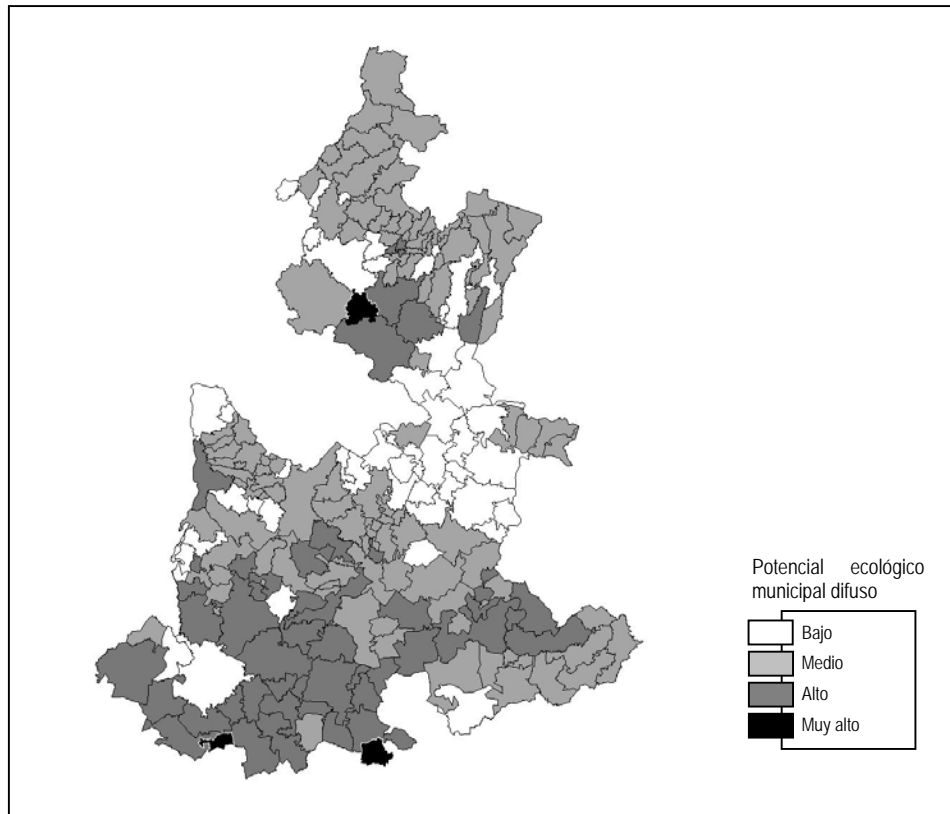 Potencial ecológico
municipal difuso
Bajo
Medio
Alto
Muy alto